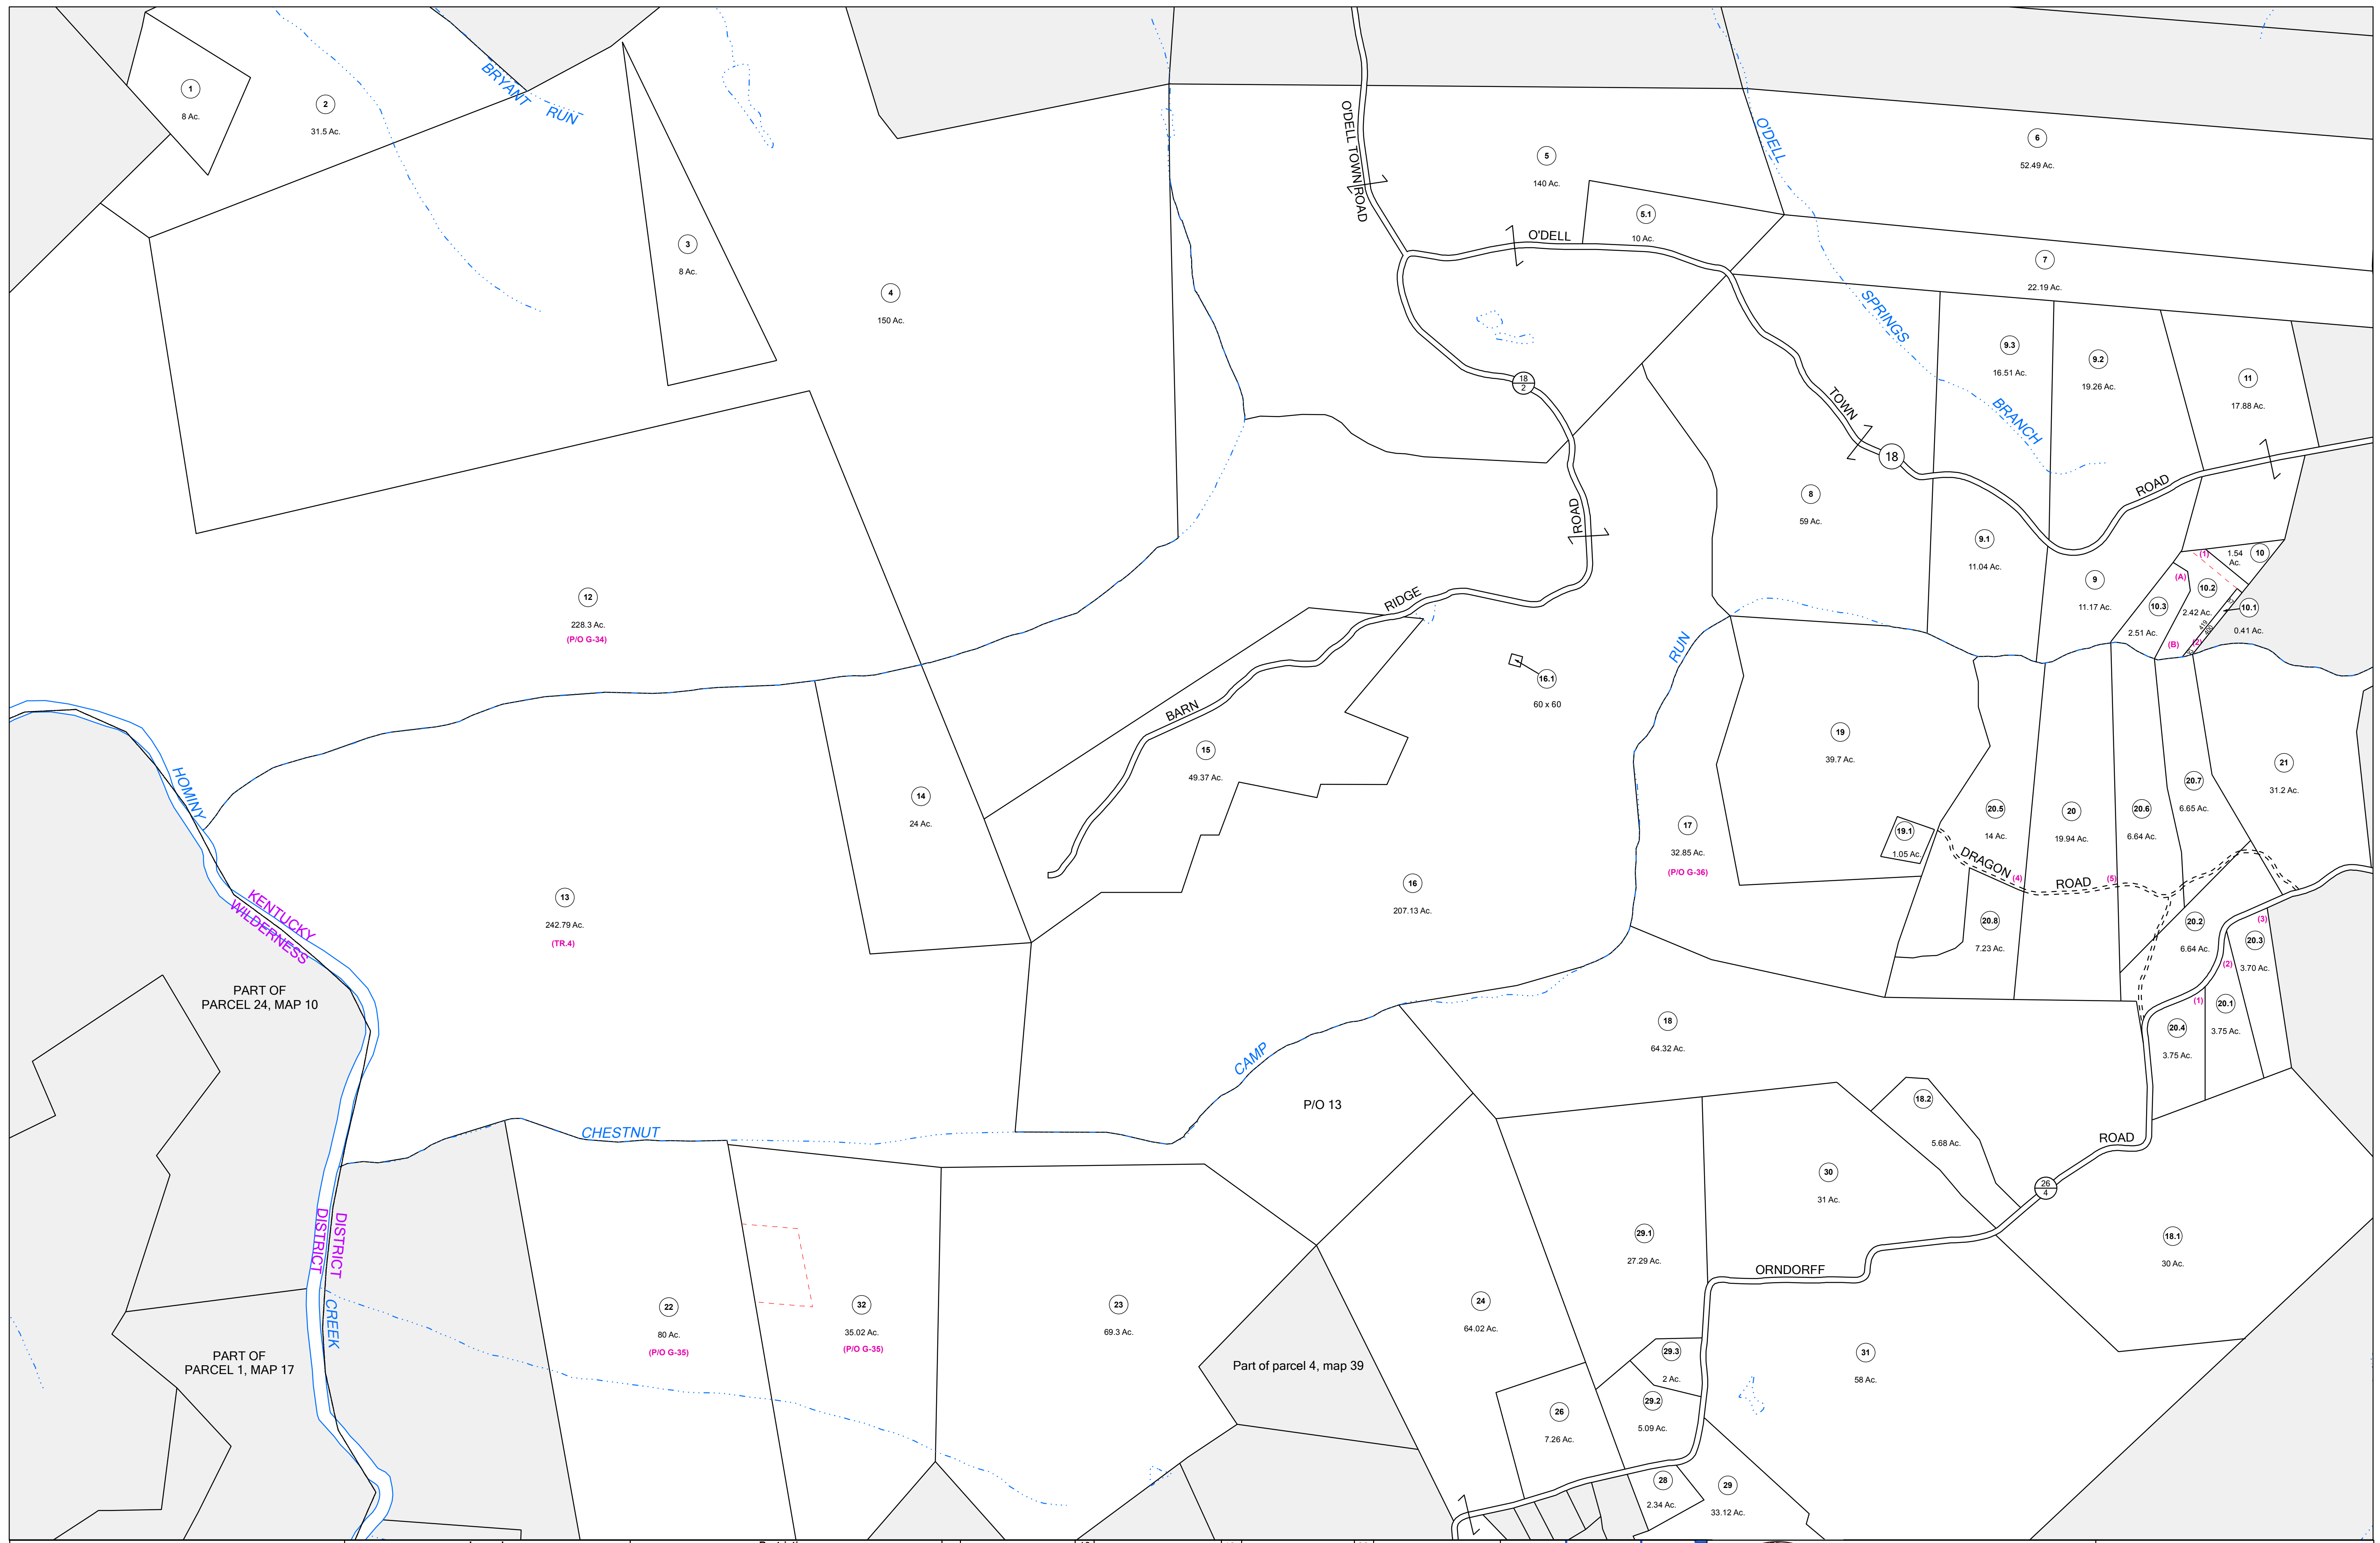 1
8 Ac.
2
31.5 Ac.
BRYANT
RUN
3
8 Ac.
4
150 Ac.
O'DELL TOWN ROAD
5
140 Ac.
5.1
10 Ac.
O'DELL
O'DELL
SPRINGS
BRANCH
6
52.49 Ac.
7
22.19 Ac.
9.3
16.51 Ac.
9.2
19.26 Ac.
11
17.88 Ac.
18
2
TOWN
18
ROAD
ROAD
8
59 Ac.
9.1
11.04 Ac.
9
11.17 Ac.
(1)
1.54
Ac.
10
(A)
10.2
2.42 Ac.
10.3
2.51 Ac.
10.1
0.41 Ac.
419
400
(B)
(2)
12
228.3 Ac.
(P/O G-34)
RIDGE
BARN
RUN
16.1
60 x 60
15
49.37 Ac.
14
24 Ac.
HOMINY
19
39.7 Ac.
19.1
1.05 Ac.
17
32.85 Ac.
(P/O G-36)
20.5
14 Ac.
20
19.94 Ac.
20.6
6.64 Ac.
20.7
6.65 Ac.
21
31.2 Ac.
DRAGON
(4)
ROAD
(5)
13
242.79 Ac.
(TR.4)
16
207.13 Ac.
KENTUCKY
WILDERNESS
20.8
7.23 Ac.
20.2
6.64 Ac.
(3)
20.3
3.70 Ac.
(2)
(1)
20.1
3.75 Ac.
20.4
3.75 Ac.
PART OF
PARCEL 24, MAP 10
18
64.32 Ac.
CAMP
CHESTNUT
P/O 13
18.2
5.68 Ac.
ROAD
26
4
30
31 Ac.
29.1
27.29 Ac.
18.1
30 Ac.
ORNDORFF
DISTRICT
DISTRICT
CREEK
22
80 Ac.
(P/O G-35)
32
35.02 Ac.
(P/O G-35)
23
69.3 Ac.
24
64.02 Ac.
PART OF
PARCEL 1, MAP 17
Part of parcel 4, map 39
29.3
2 Ac.
29.2
5.09 Ac.
31
58 Ac.
26
7.26 Ac.
28
2.34 Ac.
29
33.12 Ac.